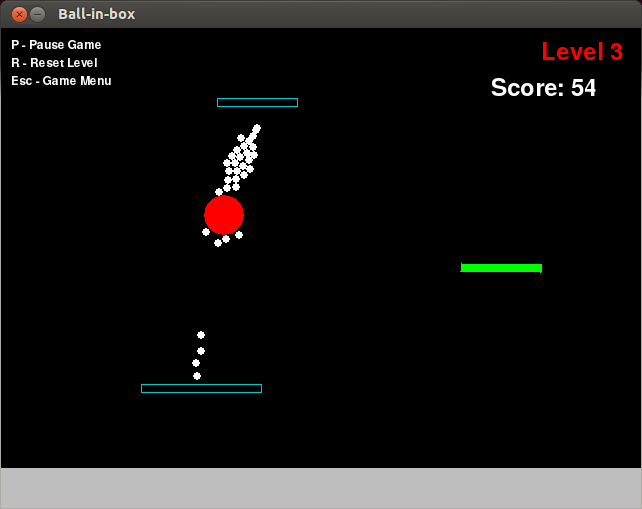 Ball-in-box
P - Pause Game
R - Reset Level
Esc - Game Menu
Level 3
Score: 54